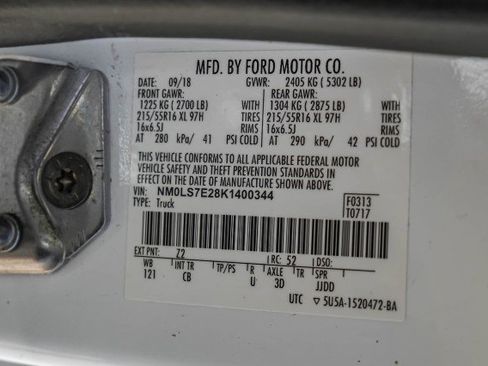 MFD. BY FORD MOTOR CO.
DATE: 09/18 GVWR: 2405 KG ( 5302 LB)
FRONT GAWR: REAR GAWR:
1225 KG ( 2700 LB) WITH 1304 KG ( 2875 LB) WITH
215/55R16 XL 97H TIRES 215/55R16 XL 97H TIRES
16x6.5J RIMS 16x6.5J RIMS
AT 280 kPa/ 41 PSI COLD AT 290 kPa/ 42 PSI COLD
THIS VEHICLE CONFORMS TO ALL APPLICABLE FEDERAL MOTOR
VEHICLE SAFETY AND THEFT PREVENTION STANDARDS IN EFFECT
ON THE DATE OF MANUFACTURE SHOWN ABOVE.
VIN: NM0LS7E28K1400344 F0313
TYPE: Truck T0717
EXT PNT: Z2 RC: 52 DSO:
WB INT TR TP/PS R AXLE TR SPR
121 CB U 3D JJDD
UTC 5U5A-1520472-BA